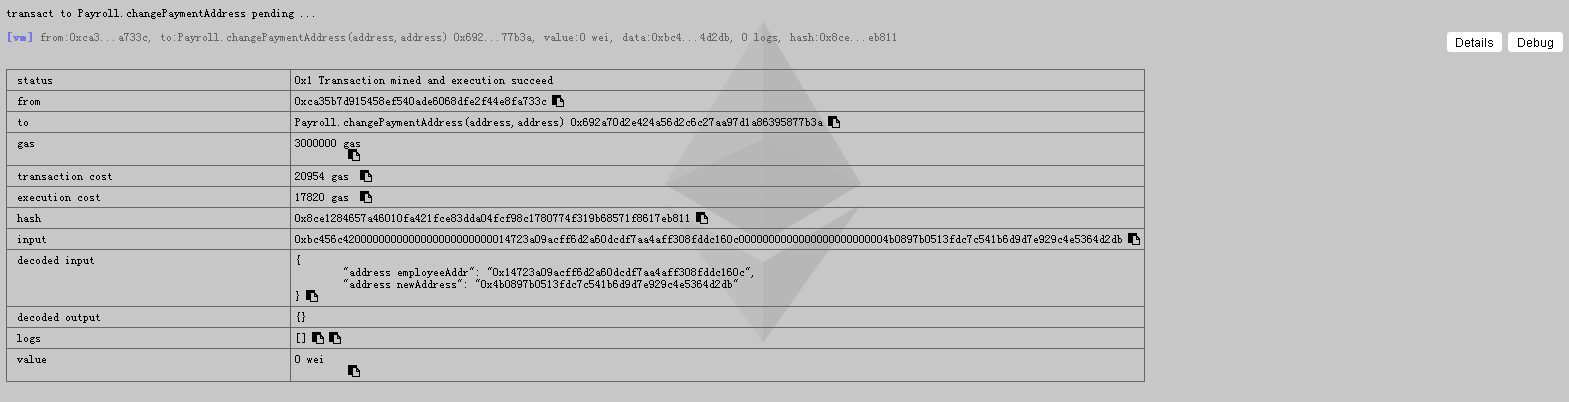 transact to Payroll.changePaymentAddress pending ...
[vm] from:0xca3...a733c, to:Payroll.changePaymentAddress(address,address) 0x692...77b3a, value:0 wei, data:0xbc4...4d2db, 0 logs, hash:0x8ce...eb811
Details Debug
status 0x1 Transaction mined and execution succeed
from 0xca35b7d915458ef540ade6068dfe2f44e8fa733c
to Payroll.changePaymentAddress(address,address) 0x692a70d2e424a56d2c6c27aa97d1a86395877b3a
gas 3000000 gas
transaction cost 20954 gas
execution cost 17820 gas
hash 0x8ce1284657a46010fa421fce83dda04fcf98c1780774f319b68571f8617eb811
input 0xbc456c4200000000000000000000000014723a09acff6d2a60dcdf7aa4aff308fddc160c0000000000000000000000004b0897b0513fdc7c541b6d9d7e929c4e5364d2db
decoded input {
"address employeeAddr": "0x14723a09acff6d2a60dcdf7aa4aff308fddc160c",
"address newAddress": "0x4b0897b0513fdc7c541b6d9d7e929c4e5364d2db"
}
decoded output {}
logs []
value 0 wei